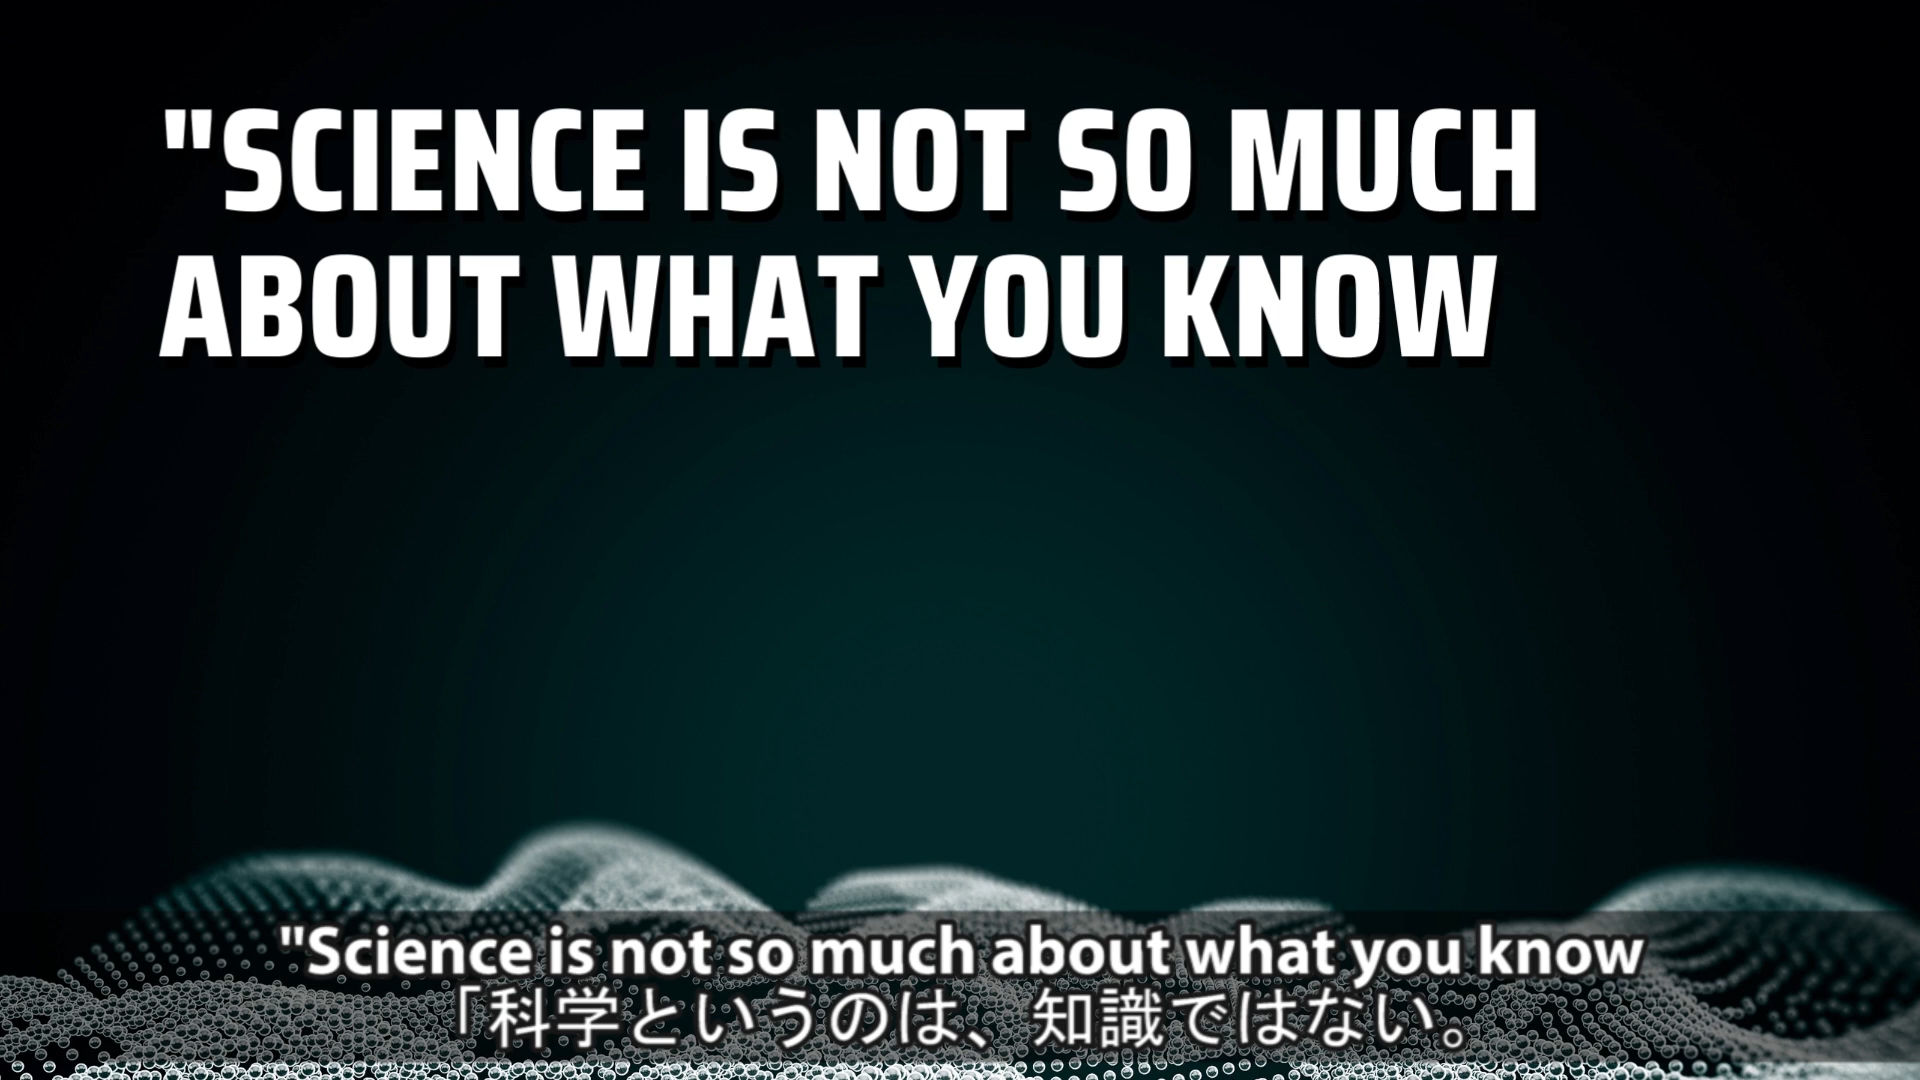 "SCIENCE IS NOT SO MUCH
ABOUT WHAT YOU KNOW
"Science is not so much about what you know
「科学というのは、知識ではない。